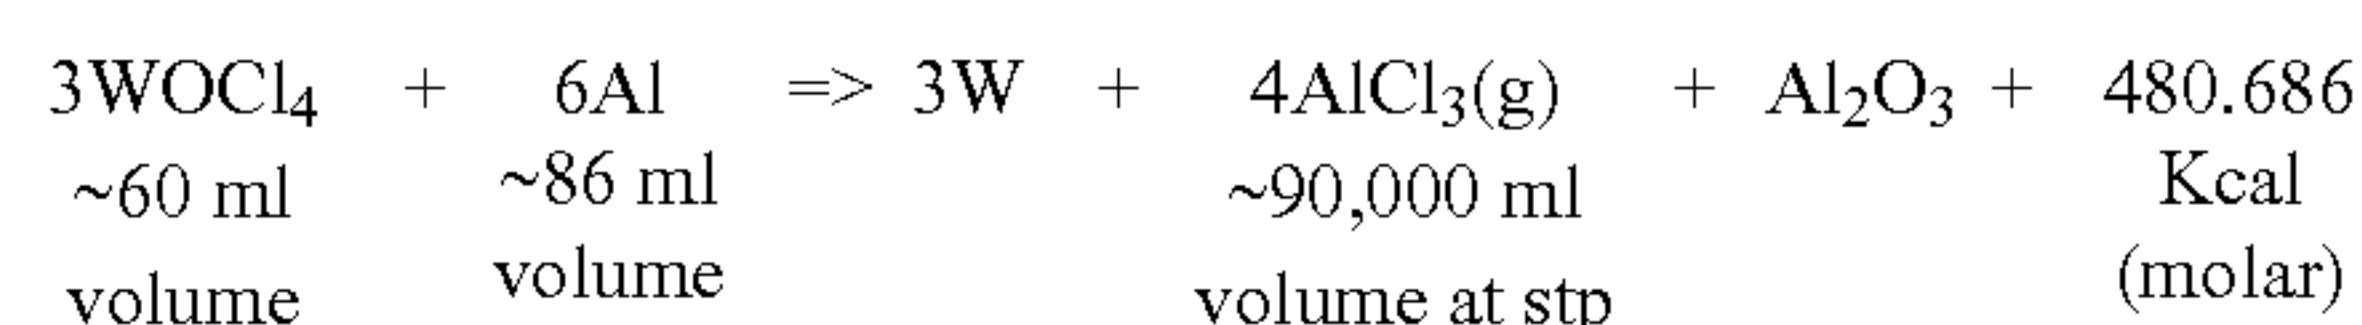 3WOCl₄ + 6Al => 3W + 4AlCl₃(g) + Al₂O₃ + 480.686
~60 ml ~86 ml ~90,000 ml Kcal
volume volume volume at stp (molar)